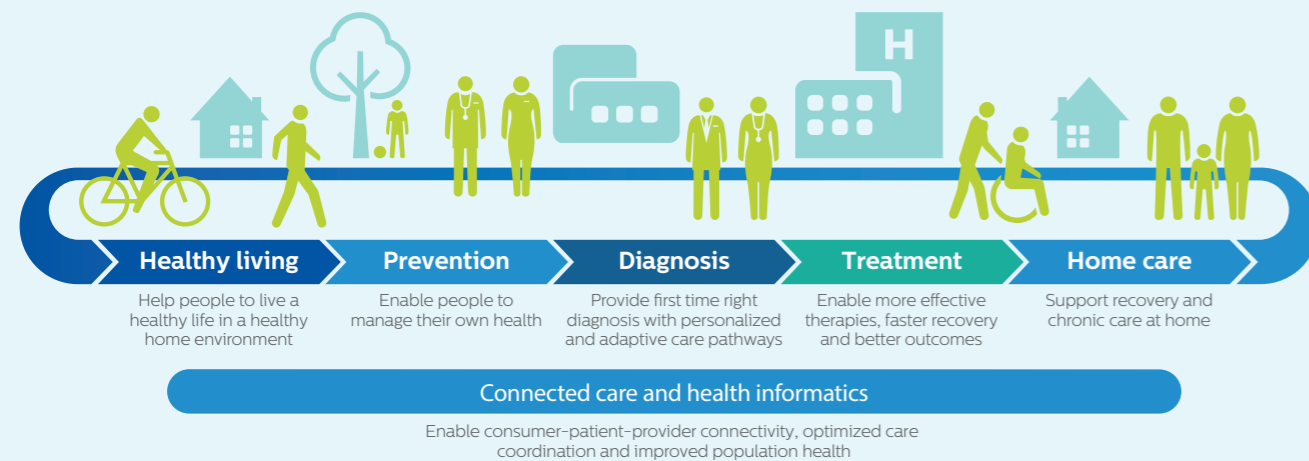 H
Healthy living
Prevention
Diagnosis
Treatment
Home care
Help people to live a
healthy life in a healthy
home environment
Enable people to
manage their own health
Provide first time right
diagnosis with personalized
and adaptive care pathways
Enable more effective
therapies, faster recovery
and better outcomes
Support recovery and
chronic care at home
Connected care and health informatics
Enable consumer-patient-provider connectivity, optimized care
coordination and improved population health